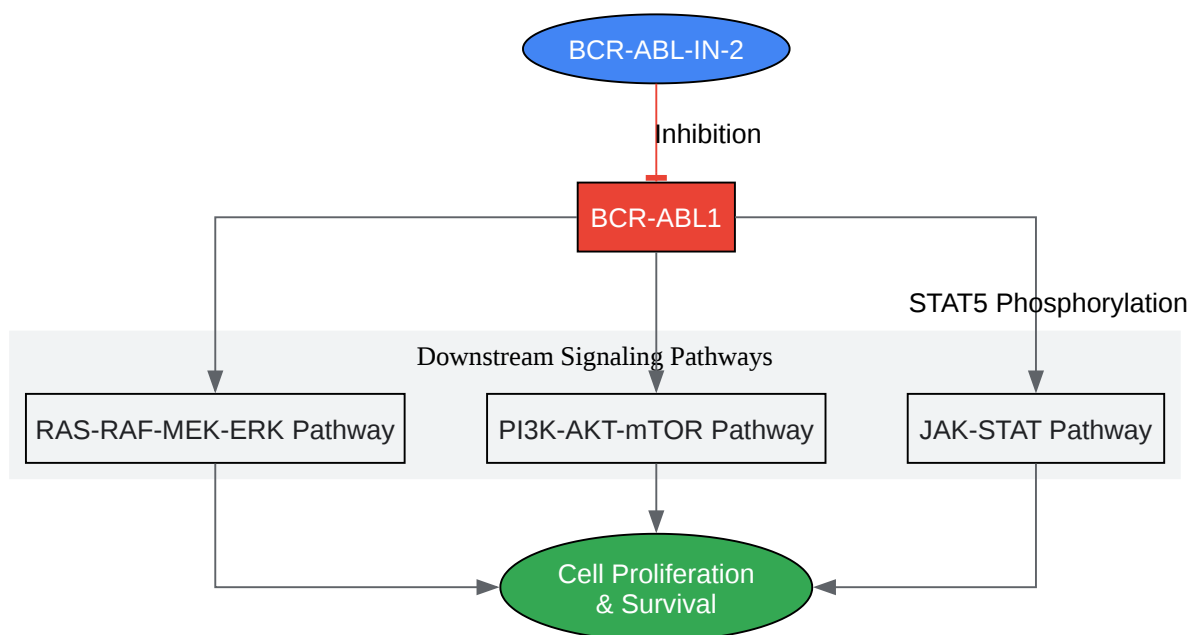 BCR-ABL-IN-2
Inhibition
BCR-ABL1
STAT5 Phosphorylation
Downstream Signaling Pathways
RAS-RAF-MEK-ERK Pathway
PI3K-AKT-mTOR Pathway
JAK-STAT Pathway
Cell Proliferation
& Survival